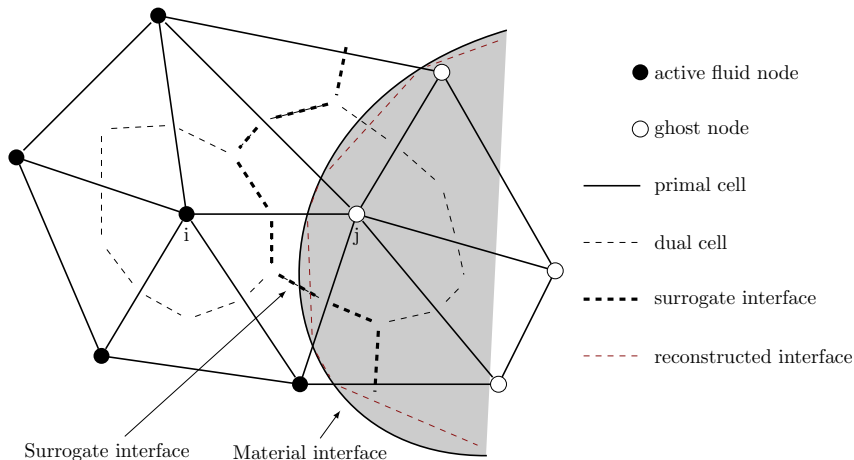 active fluid node
ghost node
primal cell
i
j
dual cell
surrogate interface
reconstructed interface
Surrogate interface
Material interface